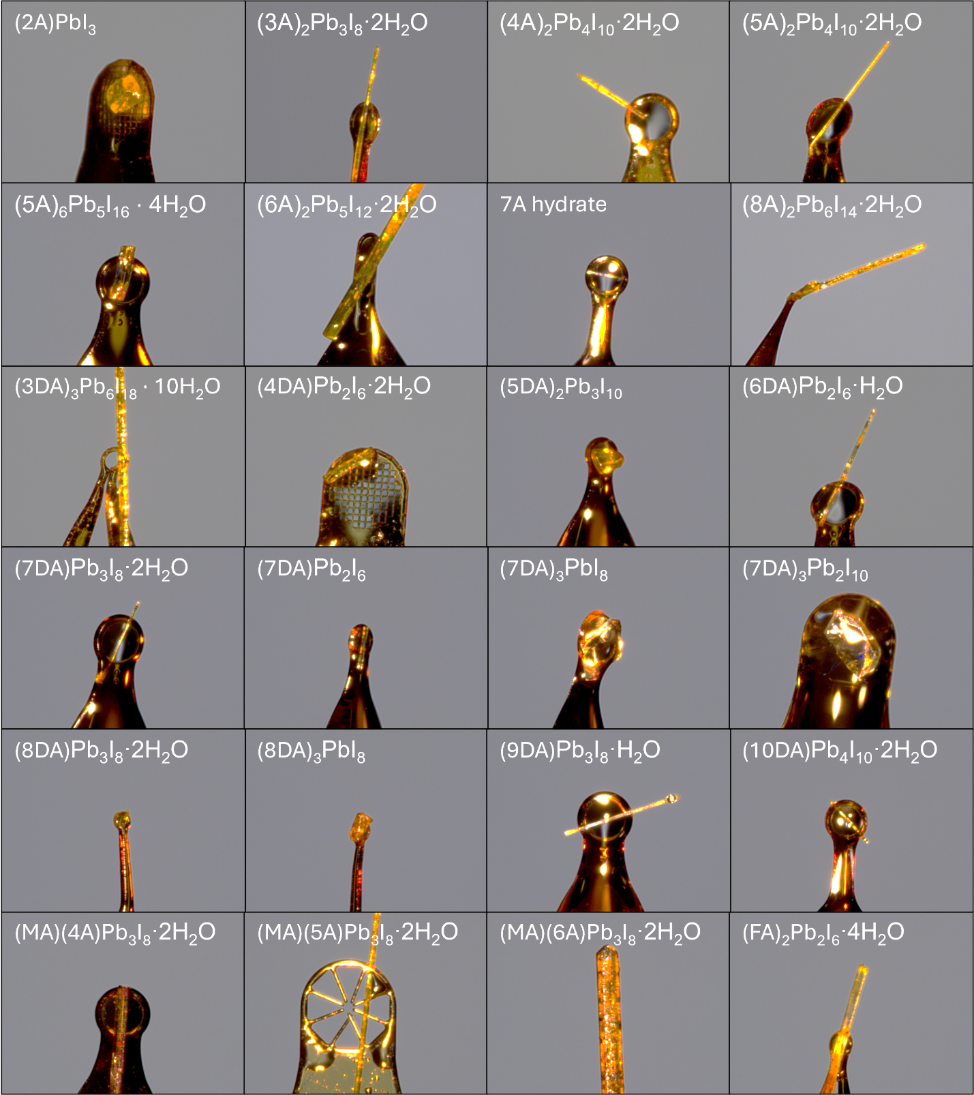 (2A)PbI₃
(3A)₂Pb₃I₈·2H₂O
(4A)₂Pb₄I₁₀·2H₂O
(5A)₂Pb₄I₁₀·2H₂O
(5A)₆Pb₅I₁₆ · 4H₂O
(6A)₂Pb₅I₁₂·2H₂O
7A hydrate
(8A)₂Pb₆I₁₄·2H₂O
(3DA)₃Pb₆I₁₈ · 10H₂O
(4DA)Pb₂I₆·2H₂O
(5DA)₂Pb₃I₁₀
(6DA)Pb₂I₆·H₂O
(7DA)Pb₃I₈·2H₂O
(7DA)Pb₂I₆
(7DA)₃PbI₈
(7DA)₃Pb₂I₁₀
(8DA)Pb₃I₈·2H₂O
(8DA)₃PbI₈
(9DA)Pb₃I₈·H₂O
(10DA)Pb₄I₁₀·2H₂O
(MA)(4A)Pb₃I₈·2H₂O
(MA)(5A)Pb₃I₈·2H₂O
(MA)(6A)Pb₃I₈·2H₂O
(FA)₂Pb₂I₆·4H₂O